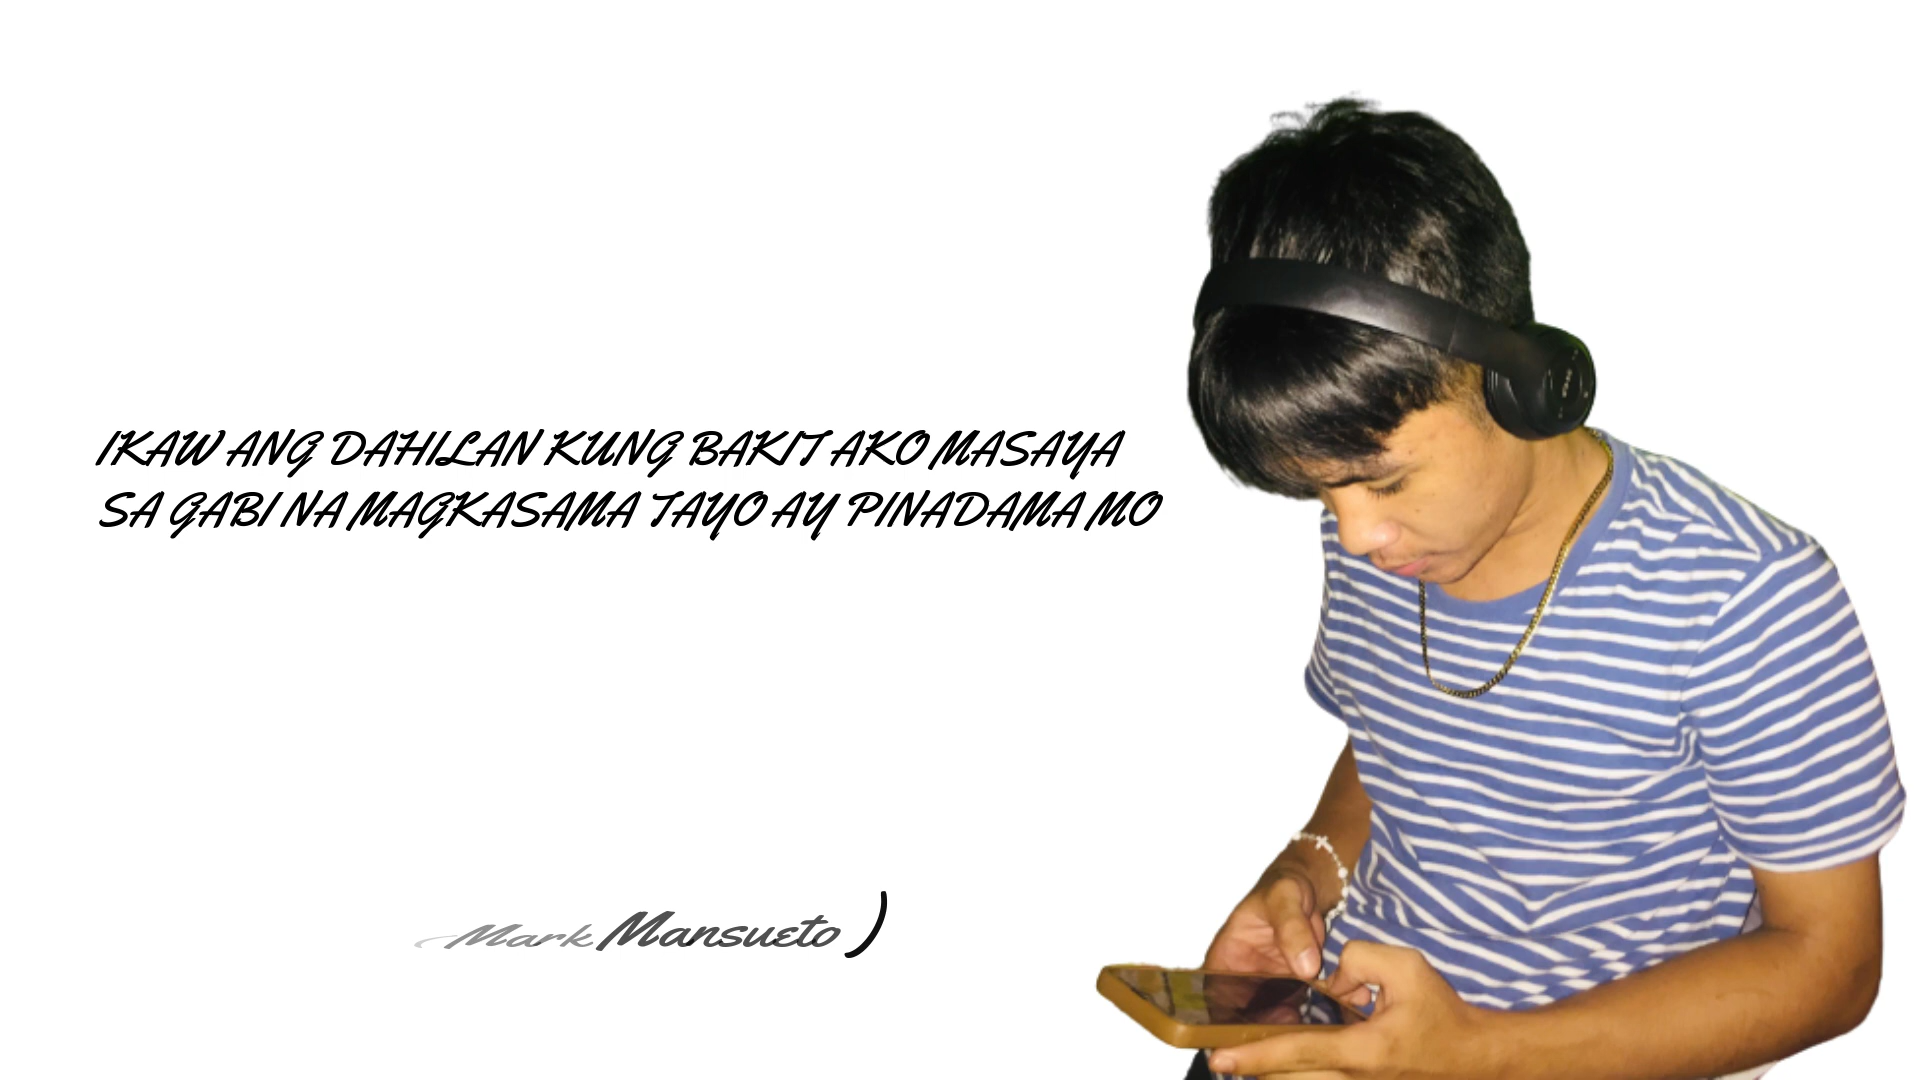 IKAW ANG DAHILAN KUNG BAKIT AKO MASAYA
SA GABI NA MAGKASAMA TAYO AY PINADAMA MO
(Mark Mansueto)